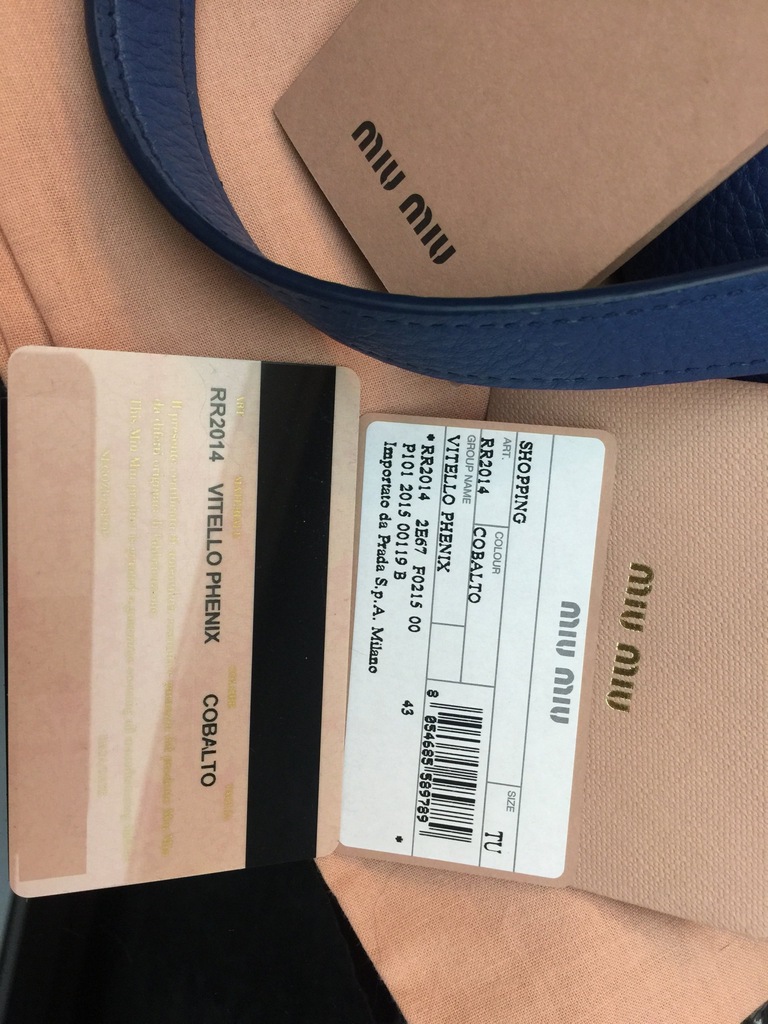 MIU MIU
MIU MIU
MIU MIU
SHOPPING
ART. COLOUR SIZE
RR2014 COBALTO TU
GROUP NAME
VITELLO PHENIX
*RR2014 2E67 F0215 00
P101 2015 00119 B 43 *
Importato da Prada S.p.A. Milano
8 054685 589789
ART
RR2014 VITELLO PHENIX COBALTO